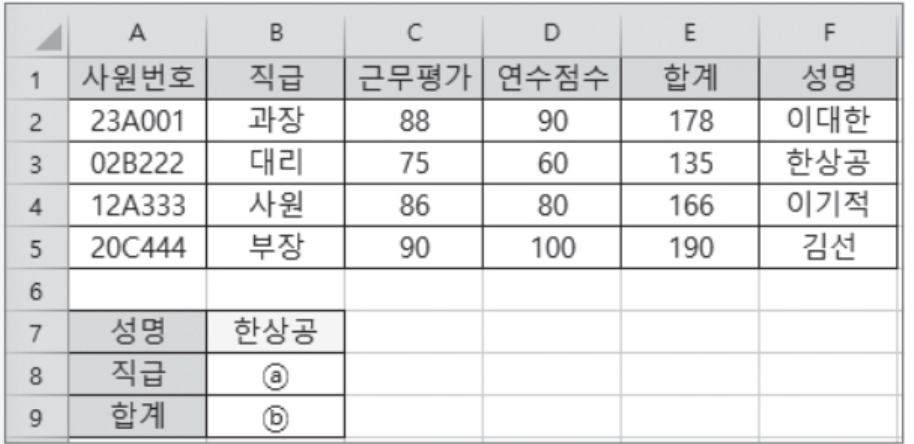 A B C D E F
1 사원번호 직급 근무평가 연수점수 합계 성명
2 23A001 과장 88 90 178 이대한
3 02B222 대리 75 60 135 한상공
4 12A333 사원 86 80 166 이기적
5 20C444 부장 90 100 190 김선
6
7 성명 한상공
8 직급 ⓐ
9 합계 ⓑ